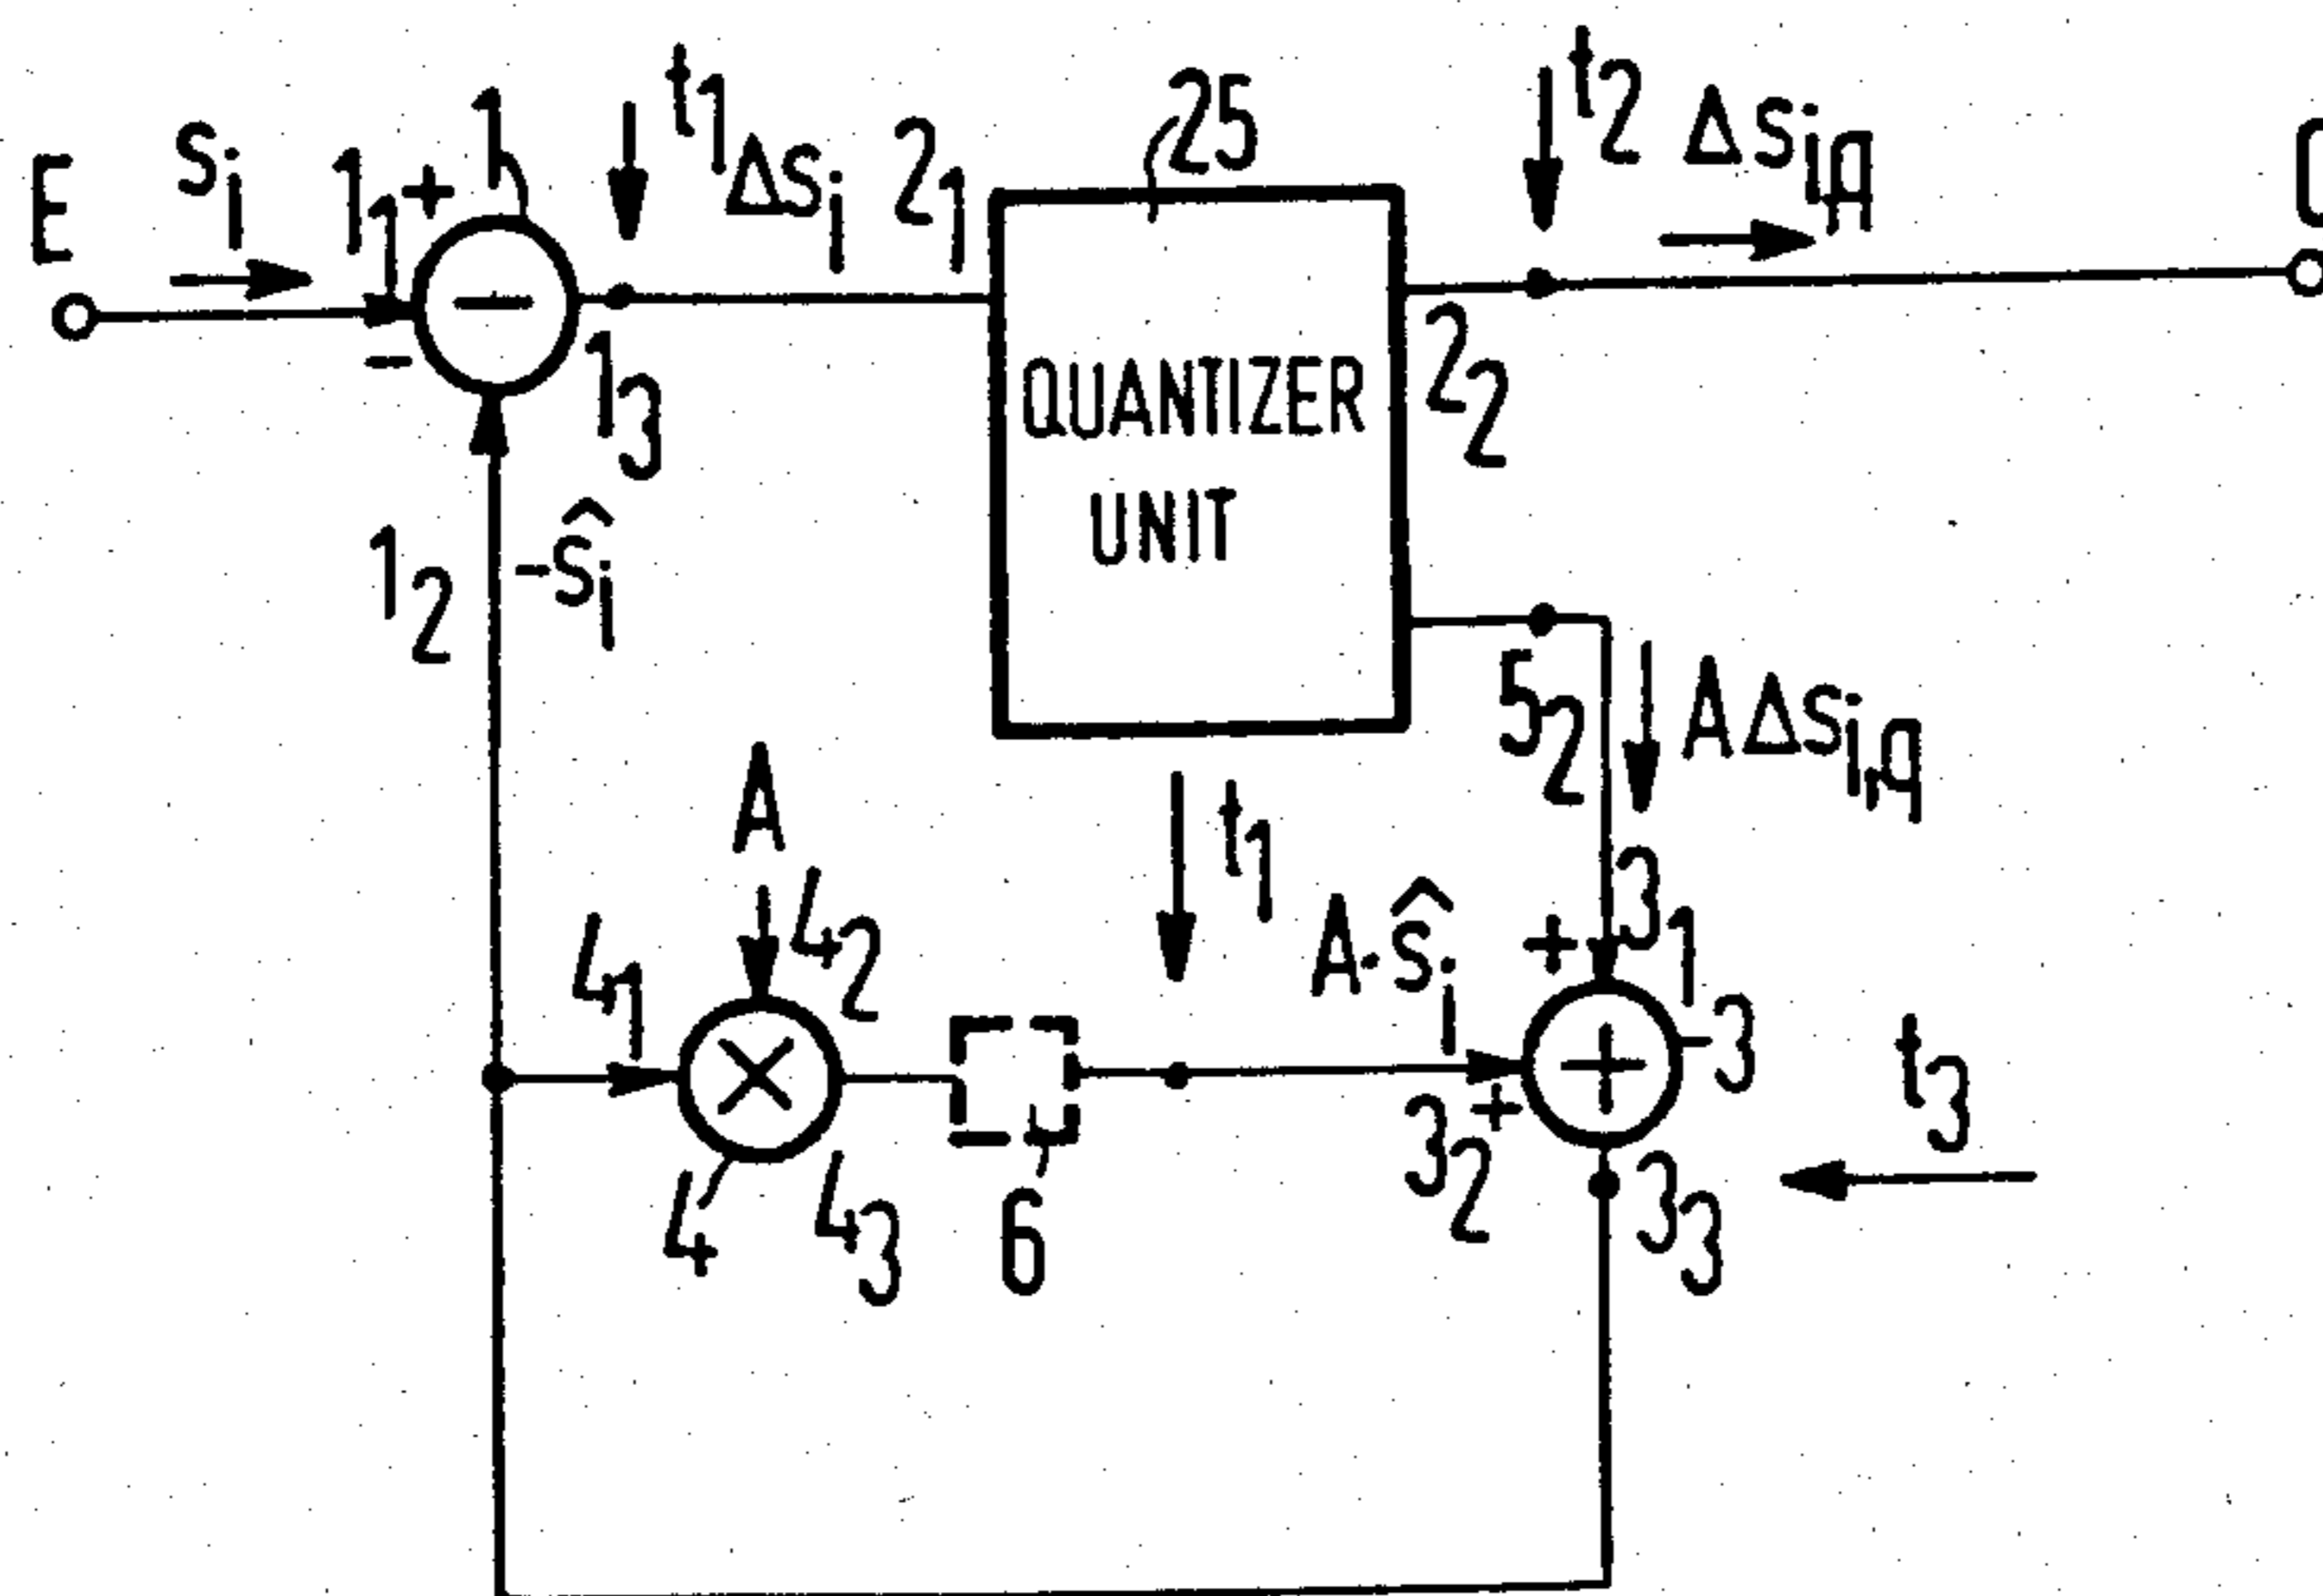 E
s_i
1_1
+
-
1
t_1
Δs_i
2_1
25
t_2
Δs_i,q
1_3
QUANTIZER
UNIT
2_2
1_2
-ŝ_i
5_2
AΔs_i,q
A
t_1
4_1
4_2
A·ŝ_i
+
3_1
3
t_3
3_2
+
4
4_3
6
3_3